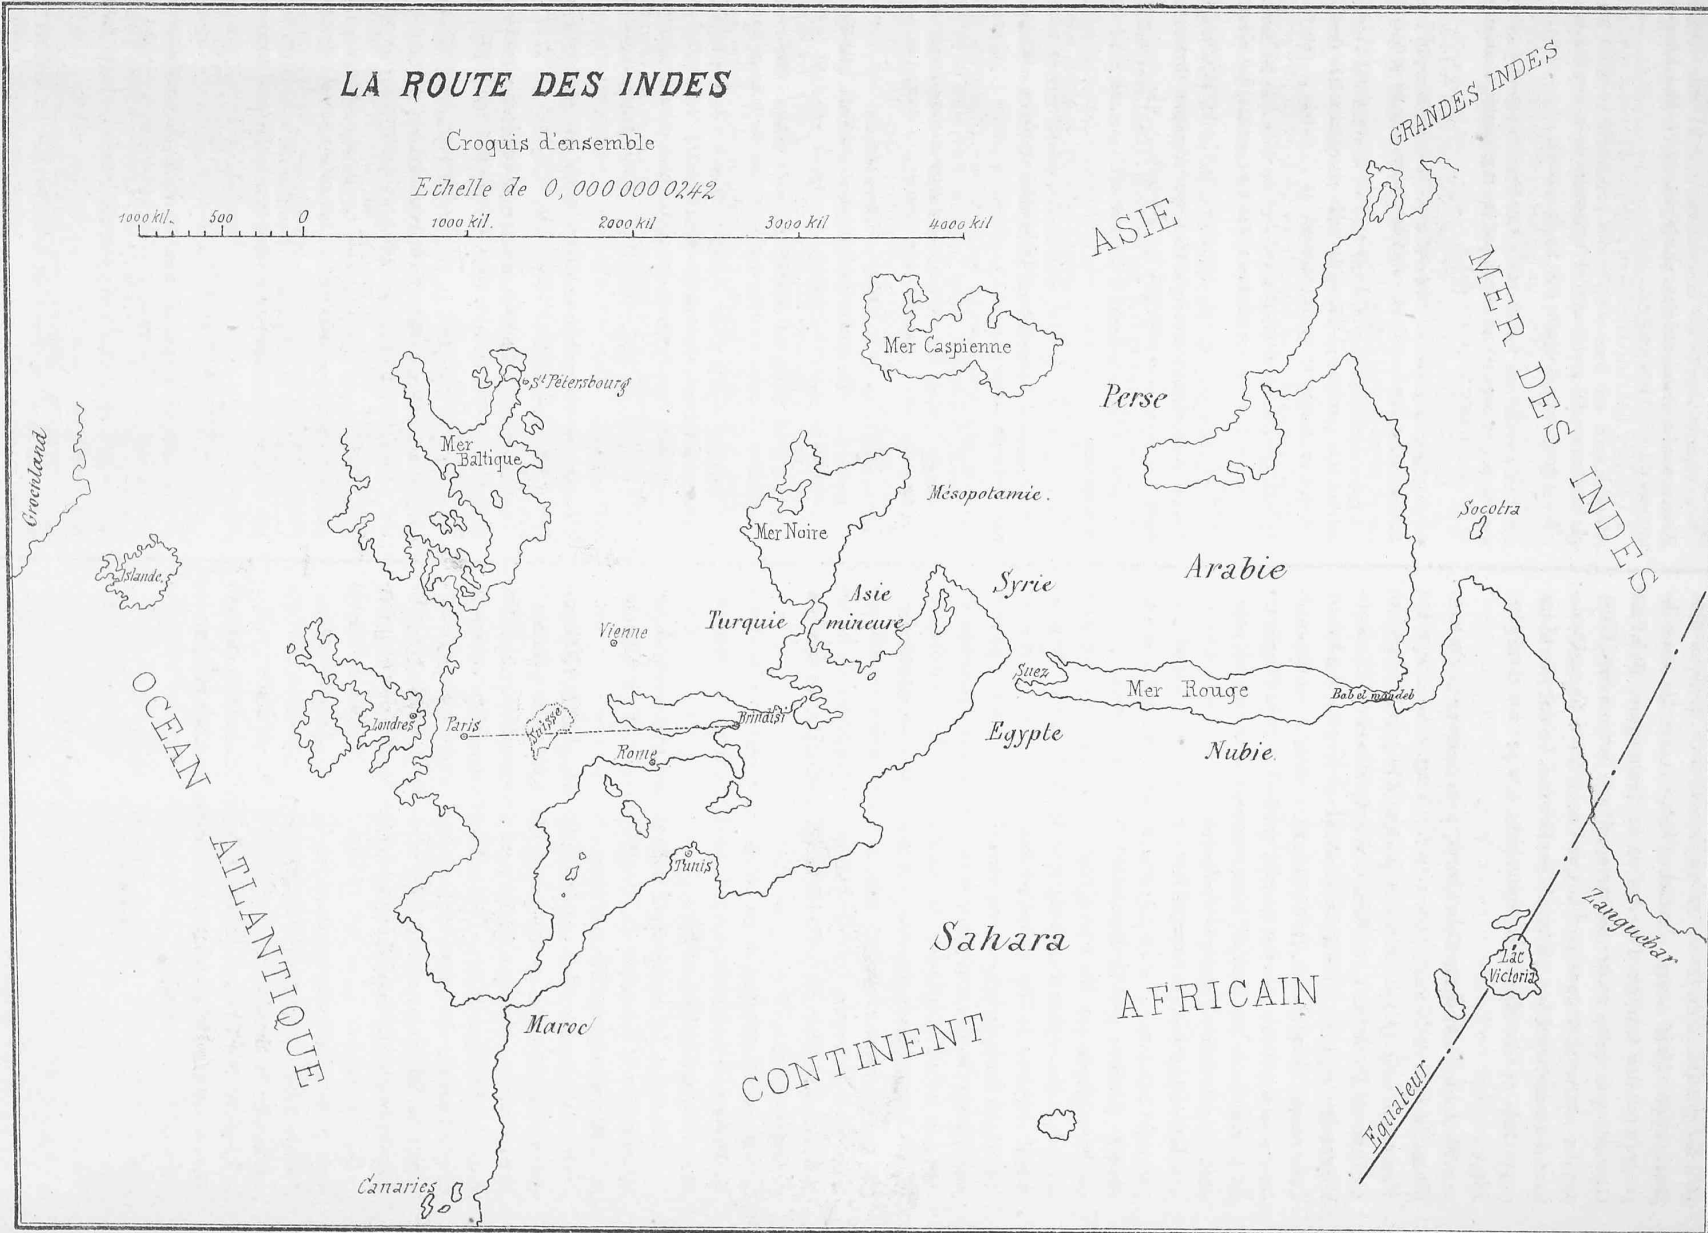 LA ROUTE DES INDES
Croquis d'ensemble
Echelle de 0,0000000242
1000 kil. 500 0 1000 kil. 2000 kil 3000 kil 4000 kil
GRANDES INDES
ASIE
MER DES INDES
Mer Caspienne
St Pétersbourg
Perse
Mer
Baltique
Groenland
Mésopotamie.
Socotra
Mer Noire
Islande
Arabie
Syrie
Asie
mineure
Turquie
Vienne
Suez
Mer Rouge
Bab el mandeb
OCEAN ATLANTIQUE
Londres
Paris
Suisse
Brindisi
Egypte
Nubie.
Rome
Tunis
Zanguebar
Sahara
Lac
Victoria
CONTINENT AFRICAIN
Maroc
Equateur
Canaries